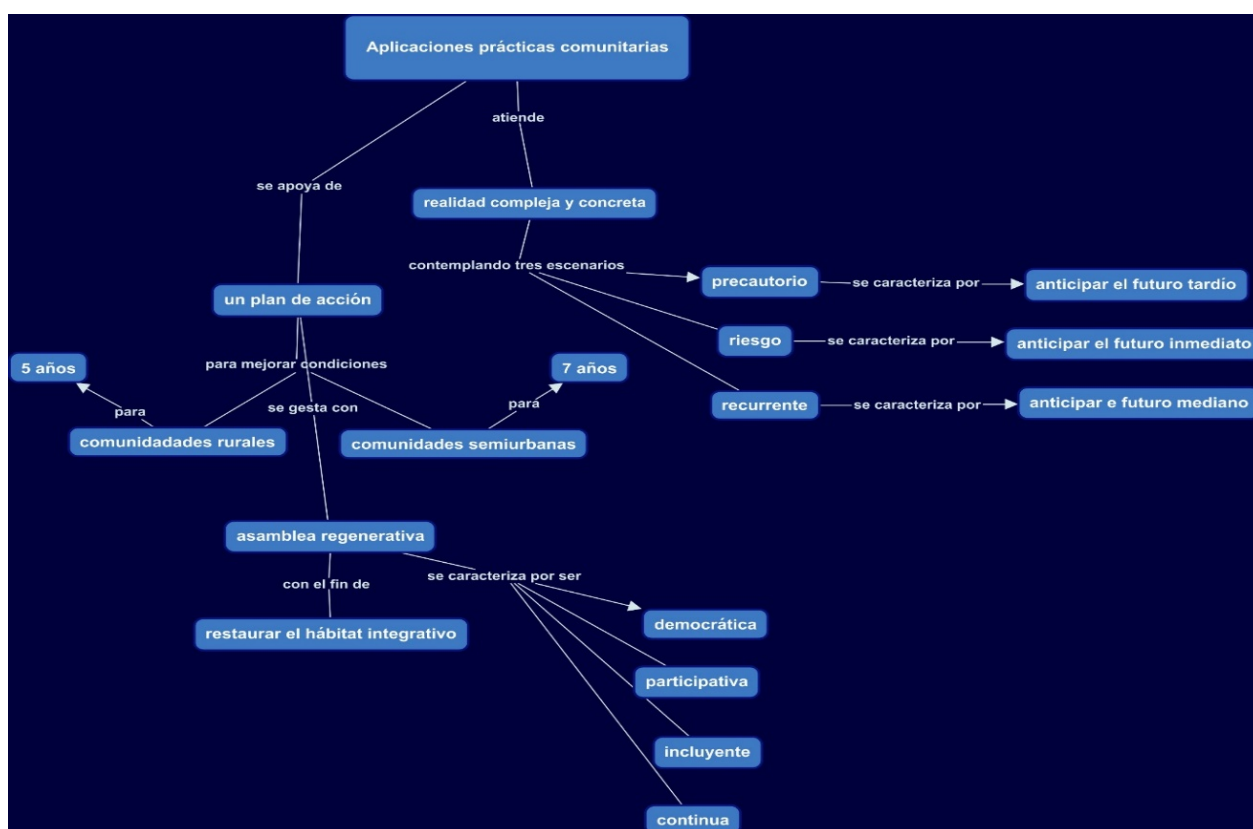 Aplicaciones prácticas comunitarias
atiende
se apoya de
realidad compleja y concreta
contemplando tres escenarios
precautorio
se caracteriza por
anticipar el futuro tardío
un plan de acción
riesgo
se caracteriza por
anticipar el futuro inmediato
5 años
para mejorar condiciones
7 años
recurrente
se caracteriza por
anticipar e futuro mediano
para
se gesta con
para
comunidadades rurales
comunidades semiurbanas
asamblea regenerativa
con el fin de
se caracteriza por ser
restaurar el hábitat integrativo
democrática
participativa
incluyente
continua